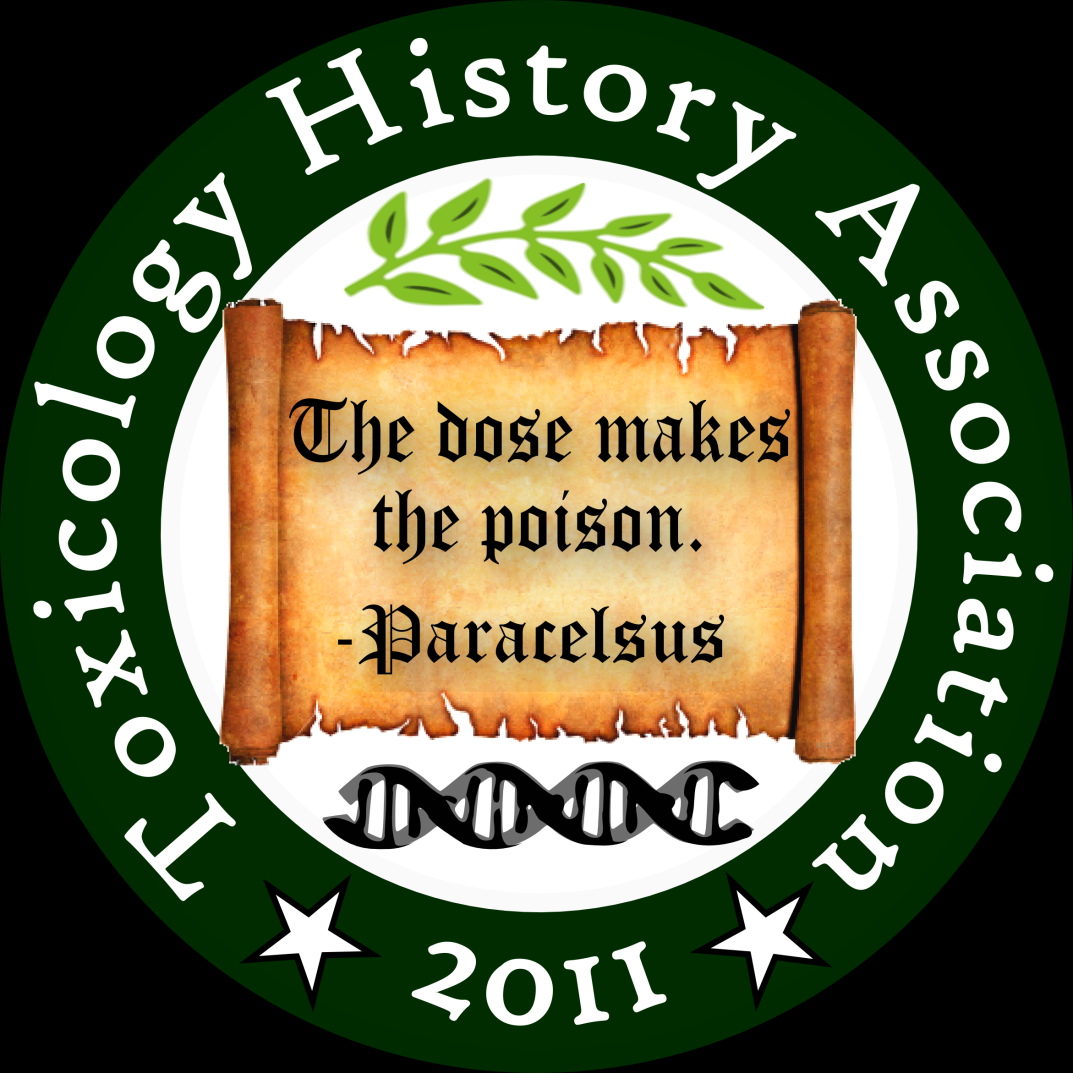 Toxicology History Association
The dose makes
the poison.
-Paracelsus
2011